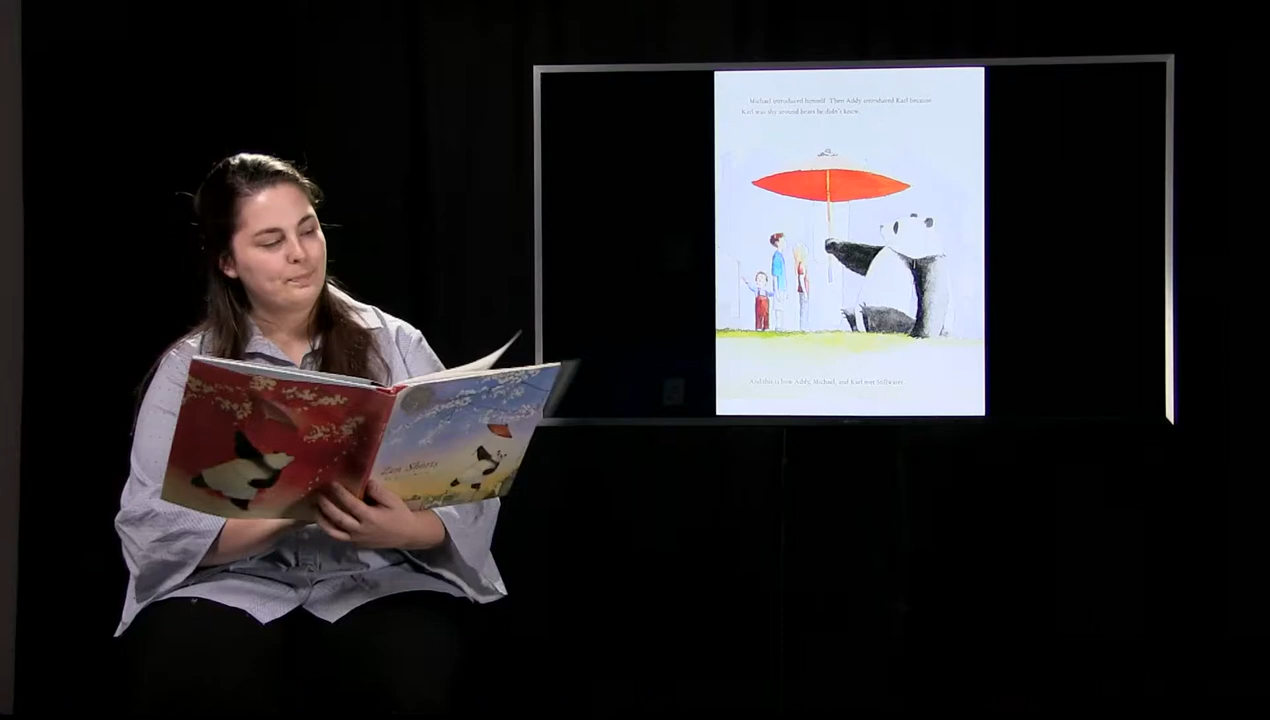 Michael introduced himself. Then Addy introduced Karl because
Karl was shy around bears he didn't know.
And this is how Addy, Michael, and Karl met Stillwater.
Zen Shorts